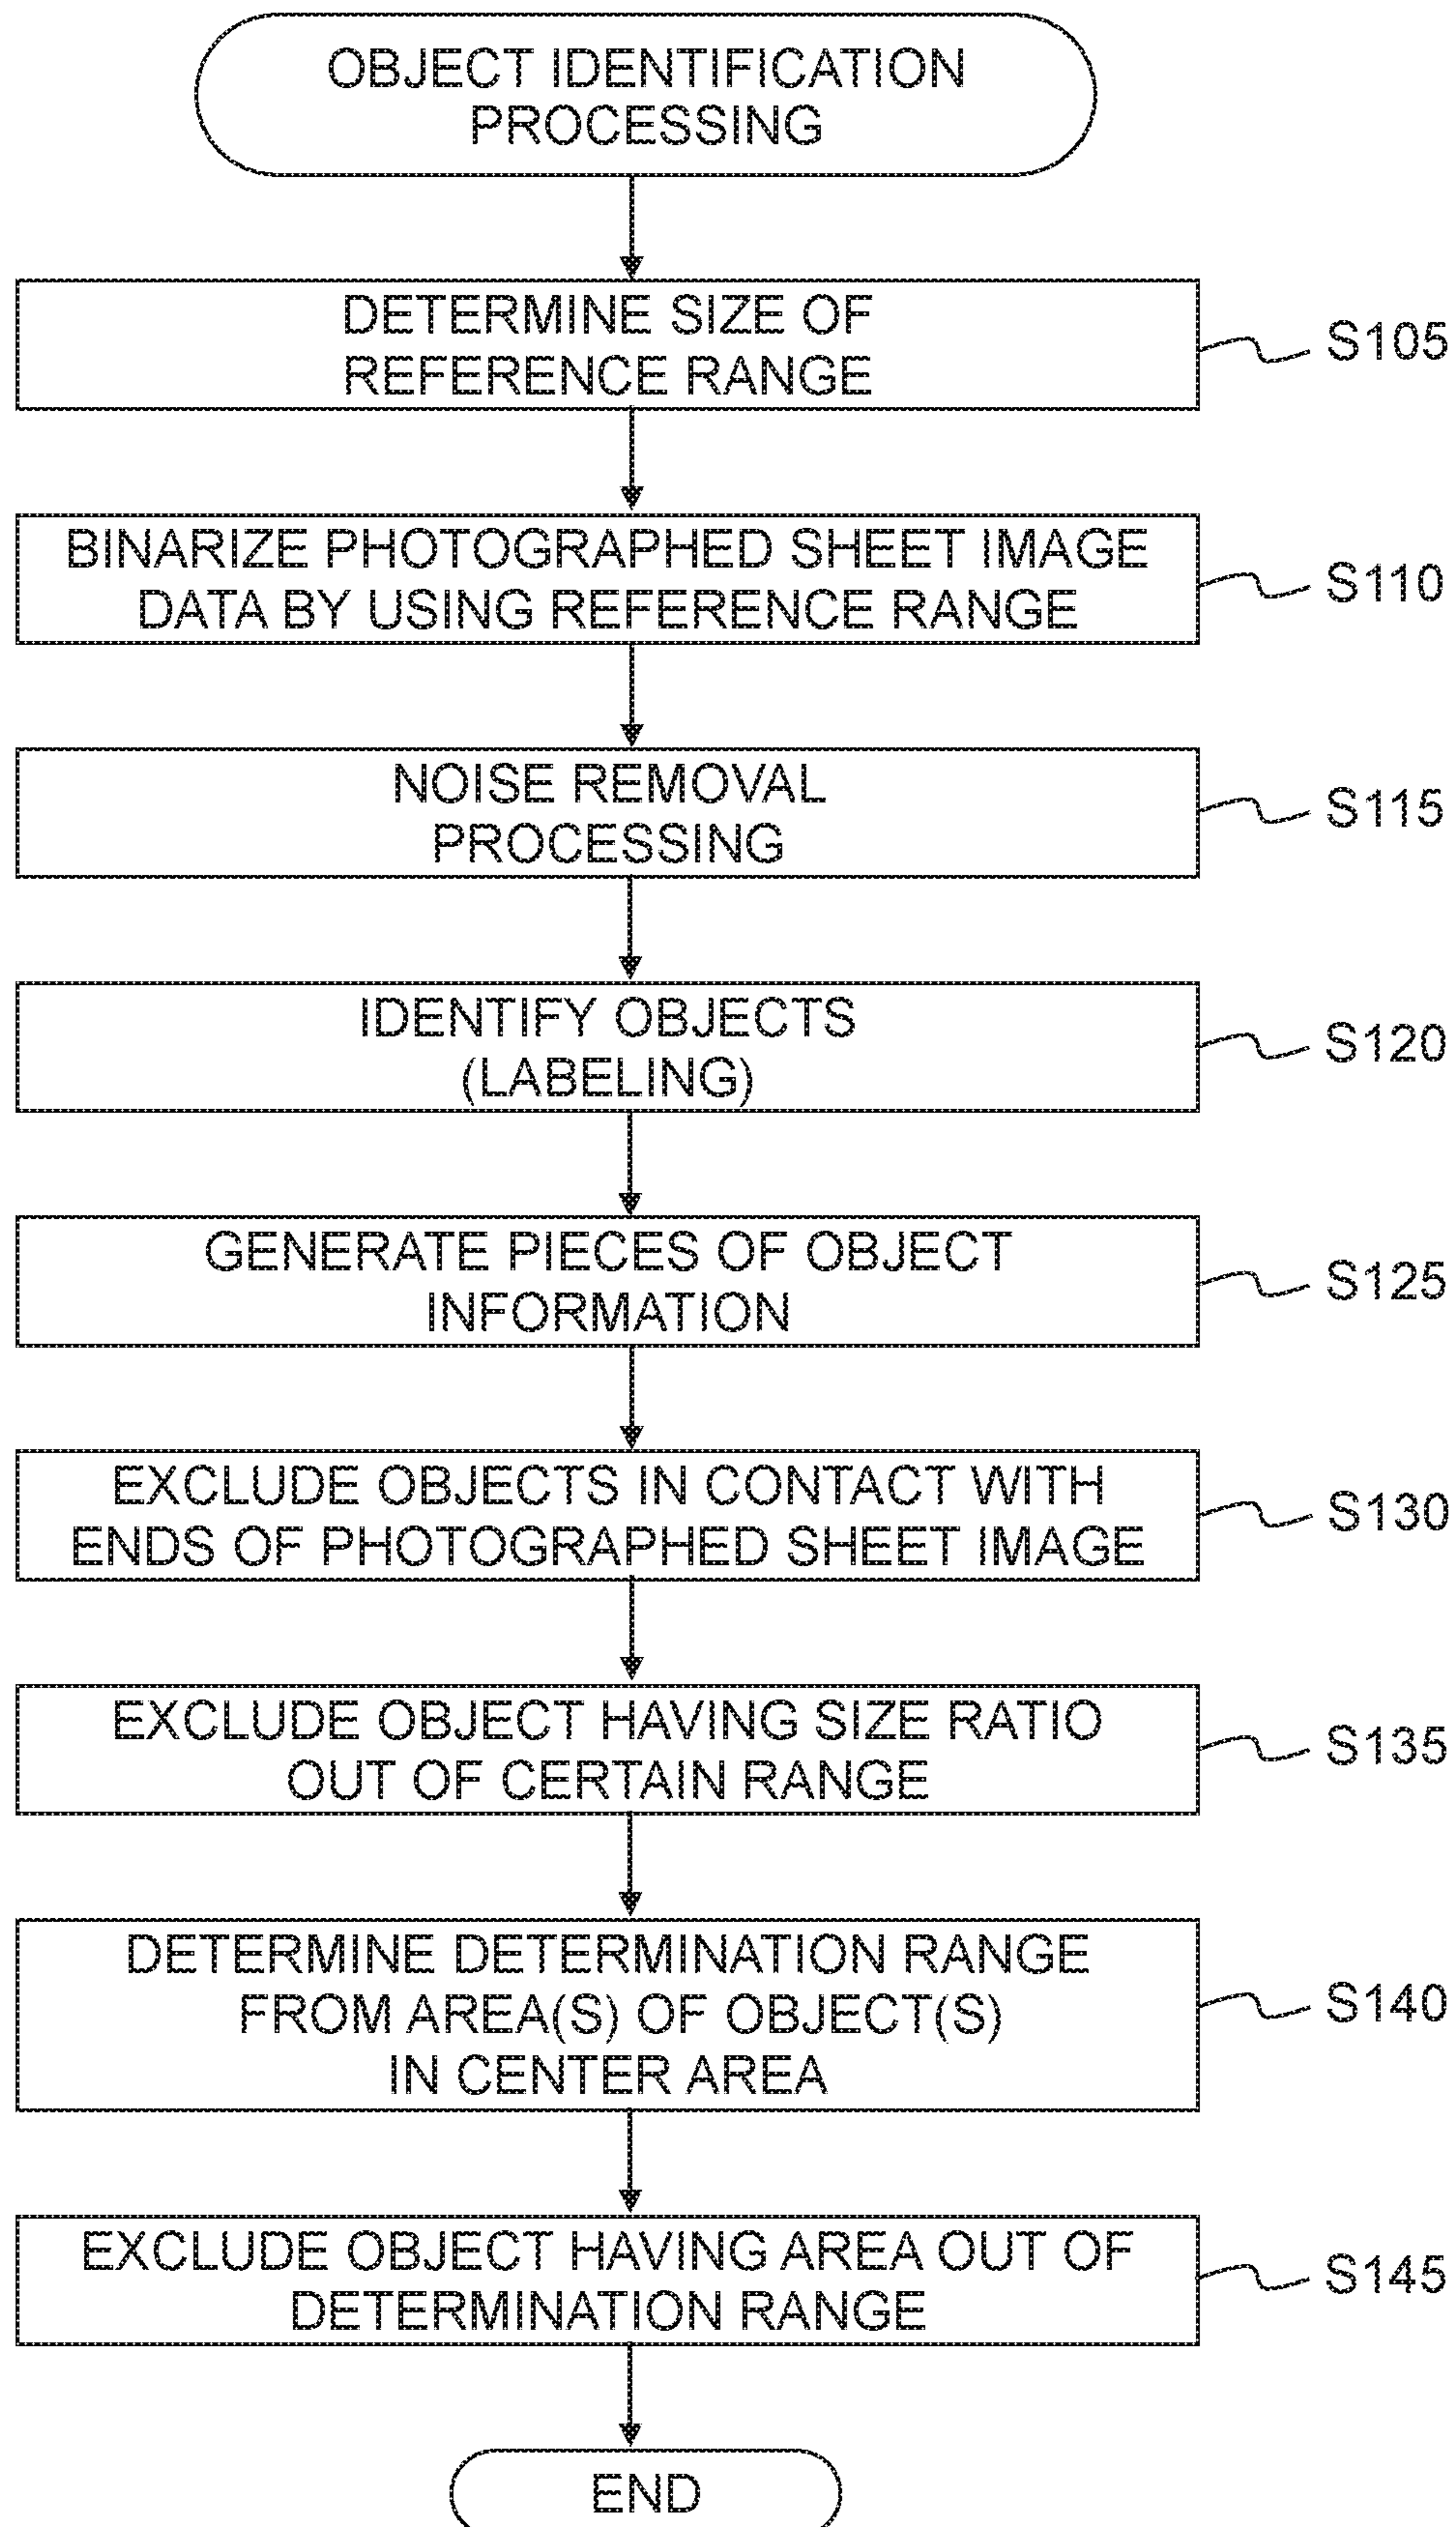 OBJECT IDENTIFICATION
PROCESSING
DETERMINE SIZE OF
REFERENCE RANGE
S105
BINARIZE PHOTOGRAPHED SHEET IMAGE
DATA BY USING REFERENCE RANGE
S110
NOISE REMOVAL
PROCESSING
S115
IDENTIFY OBJECTS
(LABELING)
S120
GENERATE PIECES OF OBJECT
INFORMATION
S125
EXCLUDE OBJECTS IN CONTACT WITH
ENDS OF PHOTOGRAPHED SHEET IMAGE
S130
EXCLUDE OBJECT HAVING SIZE RATIO
OUT OF CERTAIN RANGE
S135
DETERMINE DETERMINATION RANGE
FROM AREA(S) OF OBJECT(S)
IN CENTER AREA
S140
EXCLUDE OBJECT HAVING AREA OUT OF
DETERMINATION RANGE
S145
END